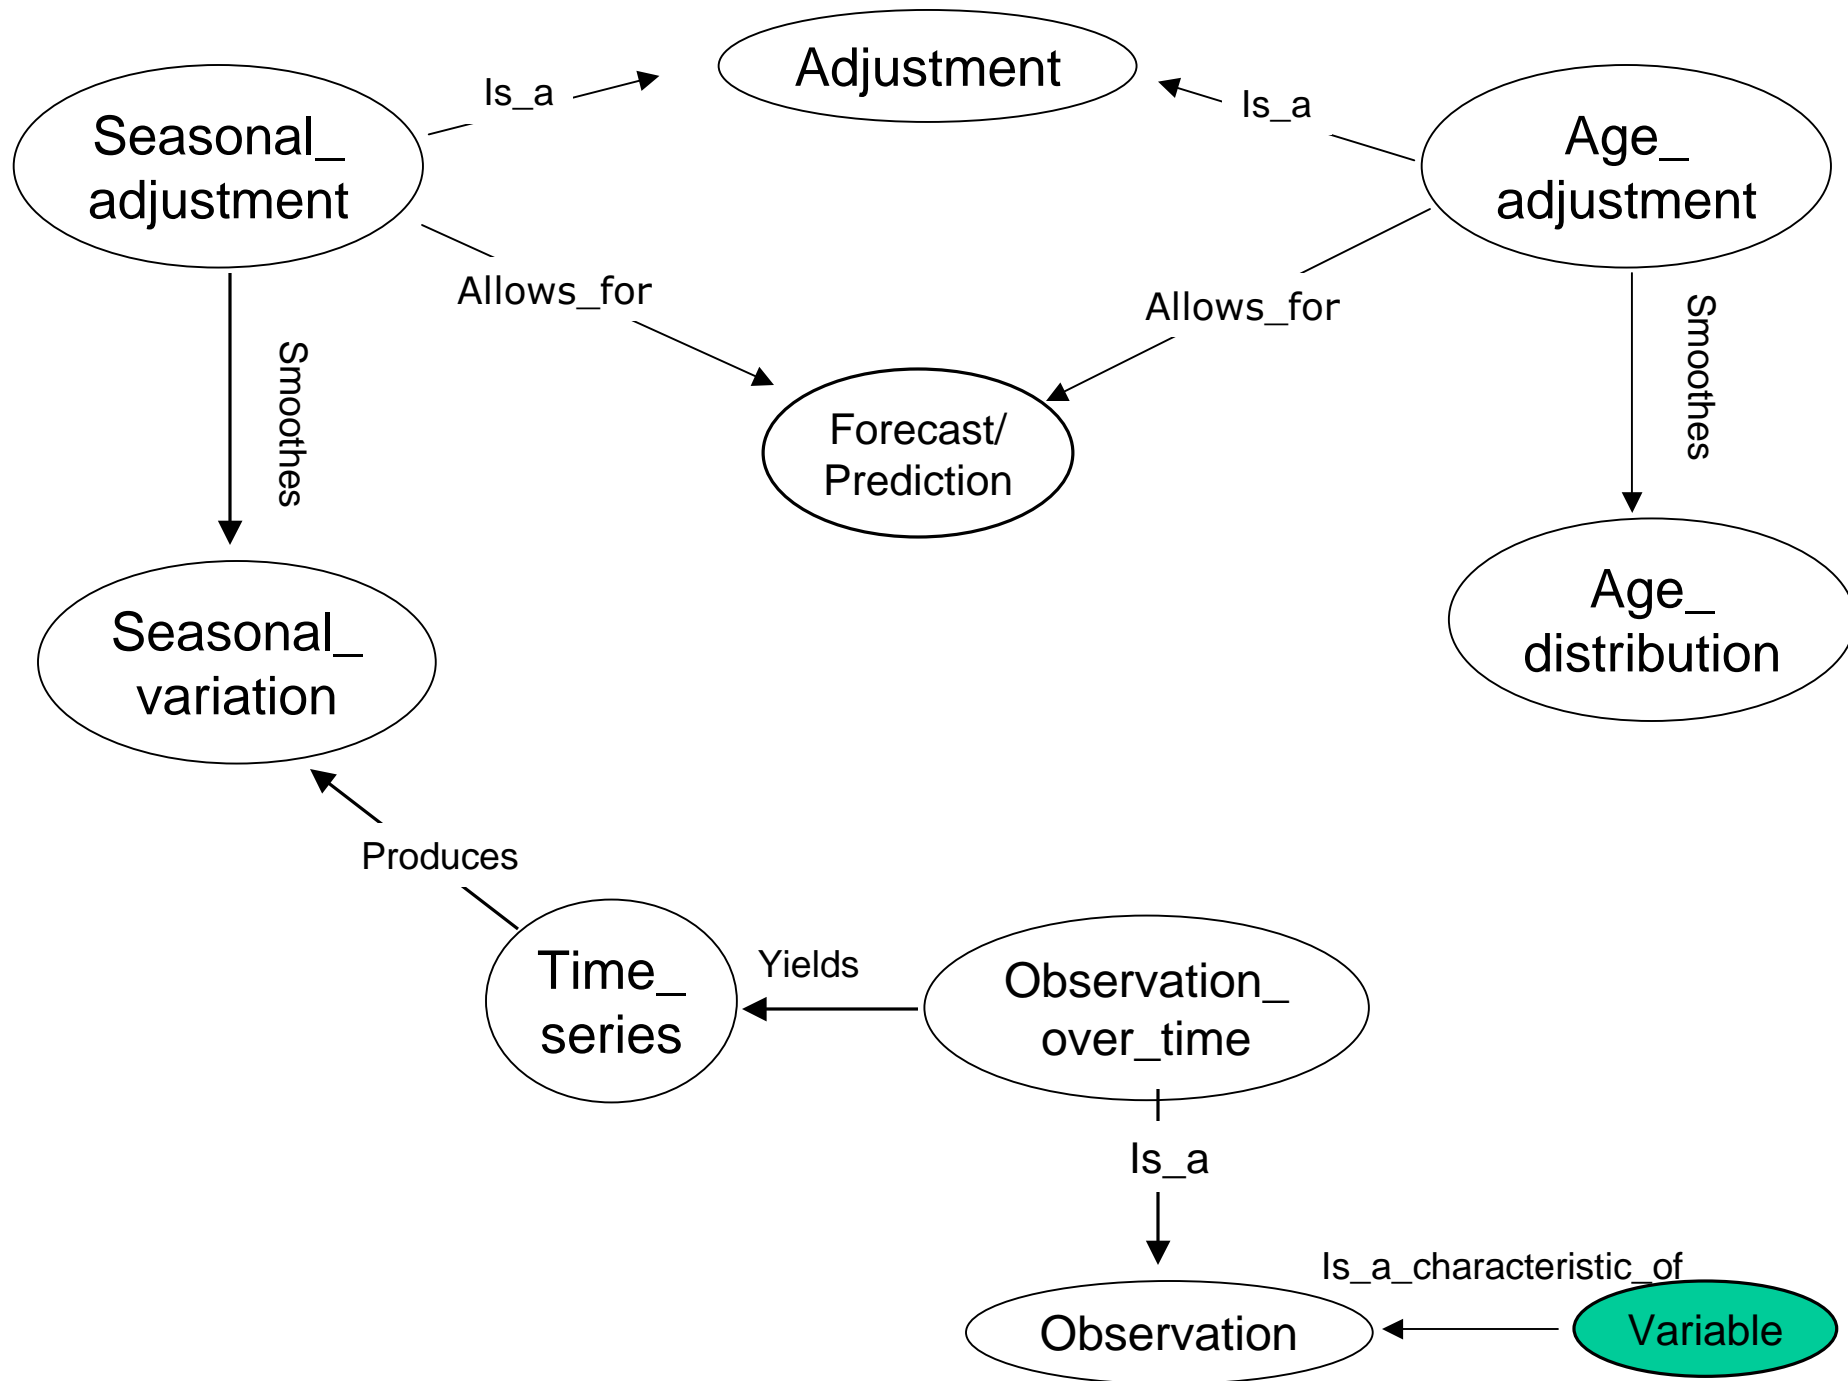 Adjustment
Is_a
Is_a
Seasonal_
adjustment
Age_
adjustment
Allows_for
Allows_for
Smoothes
Smoothes
Forecast/
Prediction
Seasonal_
variation
Age_
distribution
Produces
Time_
series
Yields
Observation_
over_time
Is_a
Is_a_characteristic_of
Observation
Variable